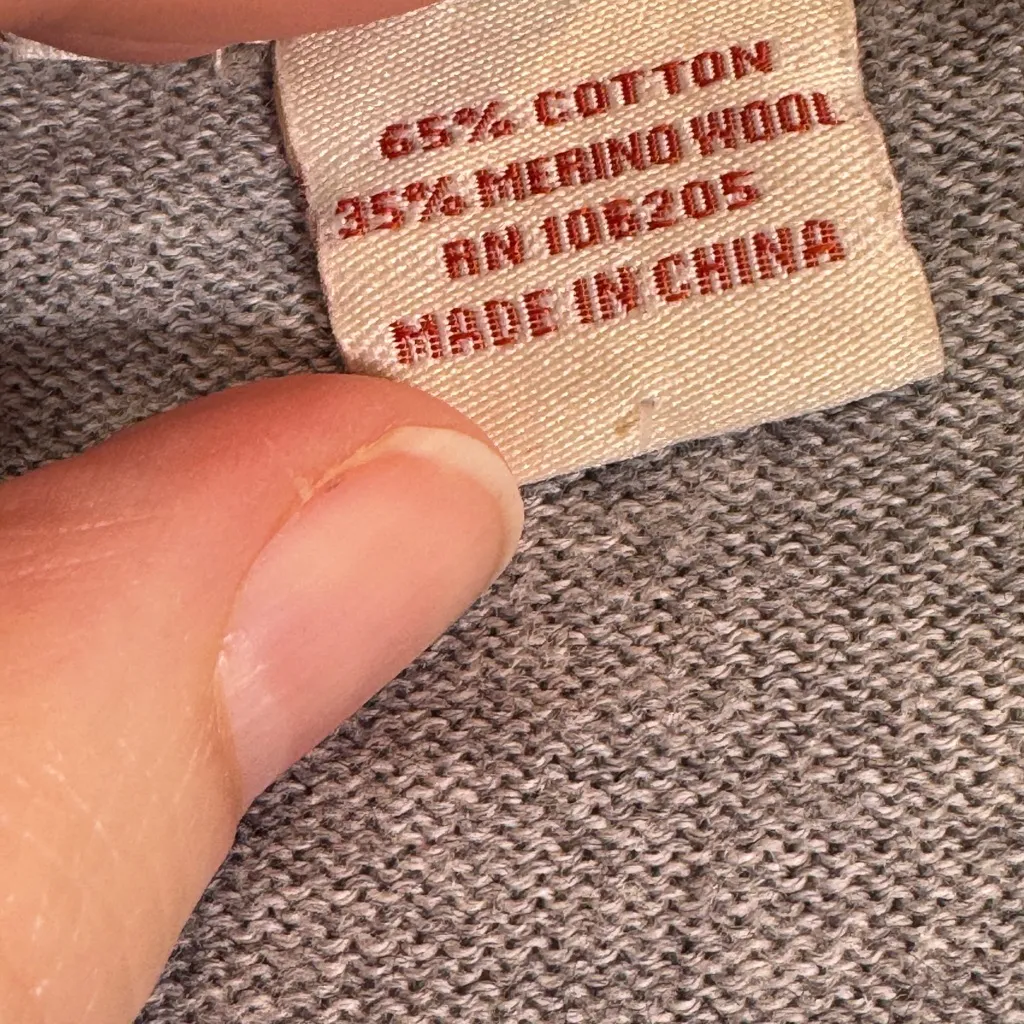 65% COTTON
35% MERINO WOOL
RN 106205
MADE IN CHINA